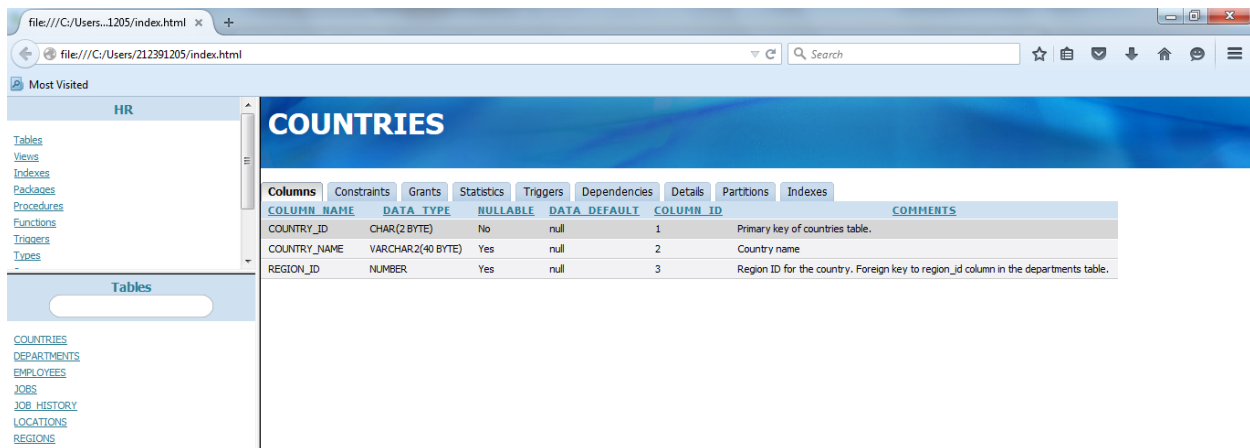 file:///C:/Users...1205/index.html × +
file:///C:/Users/212391205/index.html
Search
Most Visited
HR
Tables
Views
Indexes
Packages
Procedures
Functions
Triggers
Types
Tables
COUNTRIES
DEPARTMENTS
EMPLOYEES
JOBS
JOB_HISTORY
LOCATIONS
REGIONS
COUNTRIES
Columns Constraints Grants Statistics Triggers Dependencies Details Partitions Indexes
COLUMN_NAME DATA_TYPE NULLABLE DATA_DEFAULT COLUMN_ID COMMENTS
COUNTRY_ID CHAR(2 BYTE) No null 1 Primary key of countries table.
COUNTRY_NAME VARCHAR2(40 BYTE) Yes null 2 Country name
REGION_ID NUMBER Yes null 3 Region ID for the country. Foreign key to region_id column in the departments table.